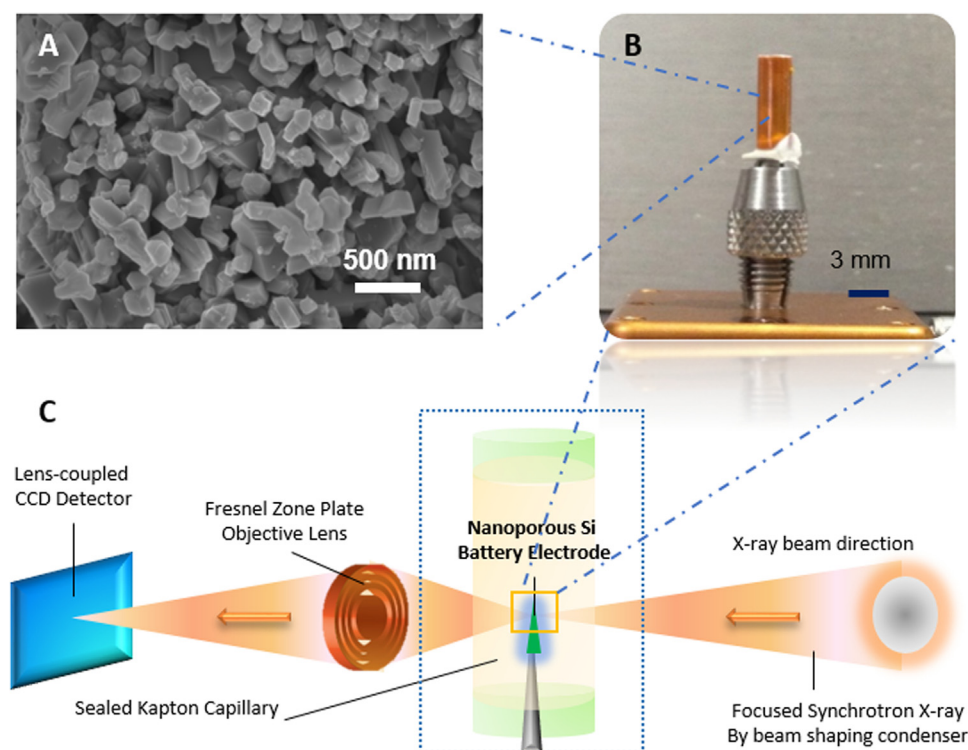 A
500 nm
B
3 mm
C
Lens-coupled
CCD Detector
Fresnel Zone Plate
Objective Lens
Nanoporous Si
Battery Electrode
X-ray beam direction
Sealed Kapton Capillary
Focused Synchrotron X-ray
By beam shaping condenser